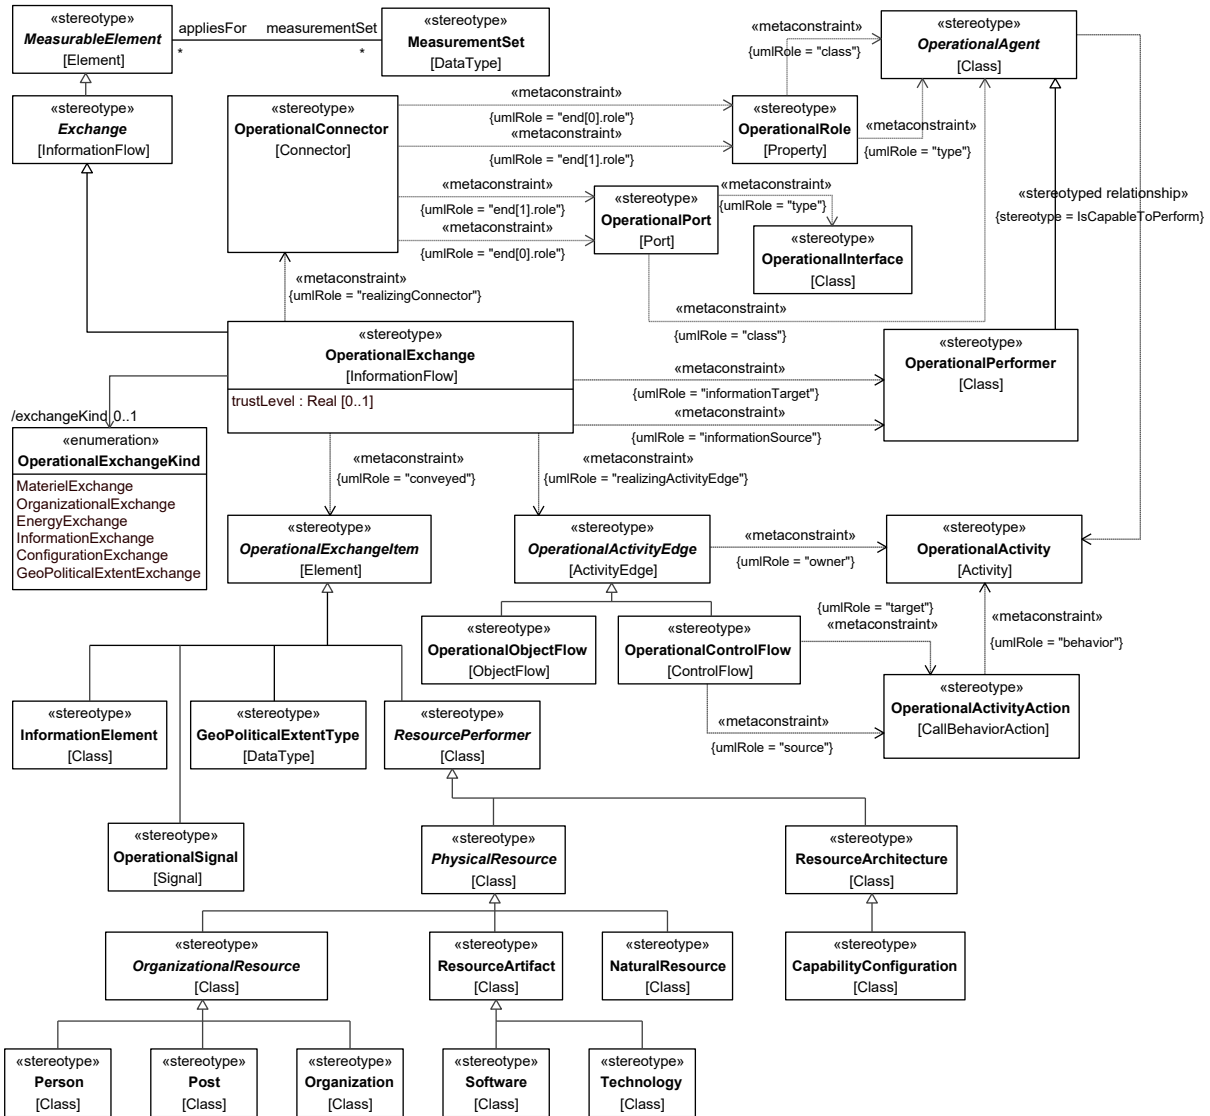 «stereotype»
MeasurableElement
[Element]
appliesFor
measurementSet
*
*
«stereotype»
MeasurementSet
[DataType]
«stereotype»
Exchange
[InformationFlow]
«stereotype»
OperationalConnector
[Connector]
«metaconstraint»
{umlRole = "end[0].role"}
«metaconstraint»
{umlRole = "end[1].role"}
«metaconstraint»
{umlRole = "end[1].role"}
«metaconstraint»
{umlRole = "end[0].role"}
«stereotype»
OperationalRole
[Property]
«metaconstraint»
{umlRole = "class"}
«stereotype»
OperationalAgent
[Class]
«metaconstraint»
{umlRole = "type"}
«stereotype»
OperationalPort
[Port]
«metaconstraint»
{umlRole = "type"}
«stereotype»
OperationalInterface
[Class]
«stereotyped relationship»
{stereotype = IsCapableToPerform}
«metaconstraint»
{umlRole = "realizingConnector"}
«metaconstraint»
{umlRole = "class"}
«stereotype»
OperationalExchange
[InformationFlow]
trustLevel : Real [0..1]
«metaconstraint»
{umlRole = "informationTarget"}
«metaconstraint»
{umlRole = "informationSource"}
«stereotype»
OperationalPerformer
[Class]
/exchangeKind 0..1
«enumeration»
OperationalExchangeKind
MaterielExchange
OrganizationalExchange
EnergyExchange
InformationExchange
ConfigurationExchange
GeoPoliticalExtentExchange
«metaconstraint»
{umlRole = "conveyed"}
«metaconstraint»
{umlRole = "realizingActivityEdge"}
«stereotype»
OperationalExchangeItem
[Element]
«stereotype»
OperationalActivityEdge
[ActivityEdge]
«metaconstraint»
{umlRole = "owner"}
«stereotype»
OperationalActivity
[Activity]
«stereotype»
OperationalObjectFlow
[ObjectFlow]
«stereotype»
OperationalControlFlow
[ControlFlow]
{umlRole = "target"}
«metaconstraint»
«metaconstraint»
{umlRole = "behavior"}
«stereotype»
OperationalActivityAction
[CallBehaviorAction]
«metaconstraint»
{umlRole = "source"}
«stereotype»
InformationElement
[Class]
«stereotype»
GeoPoliticalExtentType
[DataType]
«stereotype»
ResourcePerformer
[Class]
«stereotype»
OperationalSignal
[Signal]
«stereotype»
PhysicalResource
[Class]
«stereotype»
ResourceArchitecture
[Class]
«stereotype»
OrganizationalResource
[Class]
«stereotype»
ResourceArtifact
[Class]
«stereotype»
NaturalResource
[Class]
«stereotype»
CapabilityConfiguration
[Class]
«stereotype»
Person
[Class]
«stereotype»
Post
[Class]
«stereotype»
Organization
[Class]
«stereotype»
Software
[Class]
«stereotype»
Technology
[Class]